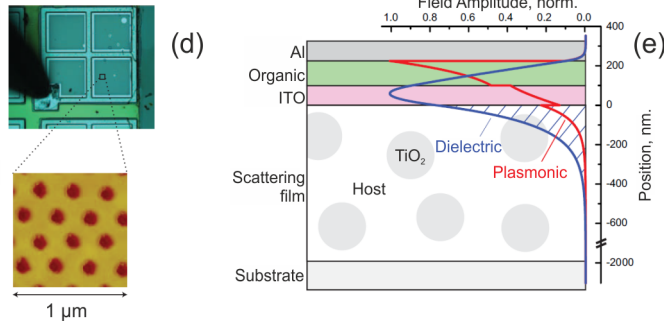 (d)
1 µm
Field Amplitude, norm.
1.0 0.8 0.6 0.4 0.2 0.0
400
(e)
Al
Organic
200
ITO
0
Dielectric
TiO2
Plasmonic
-200
Host
Scattering
film
-400
-600
Substrate
-2000
Position, nm.